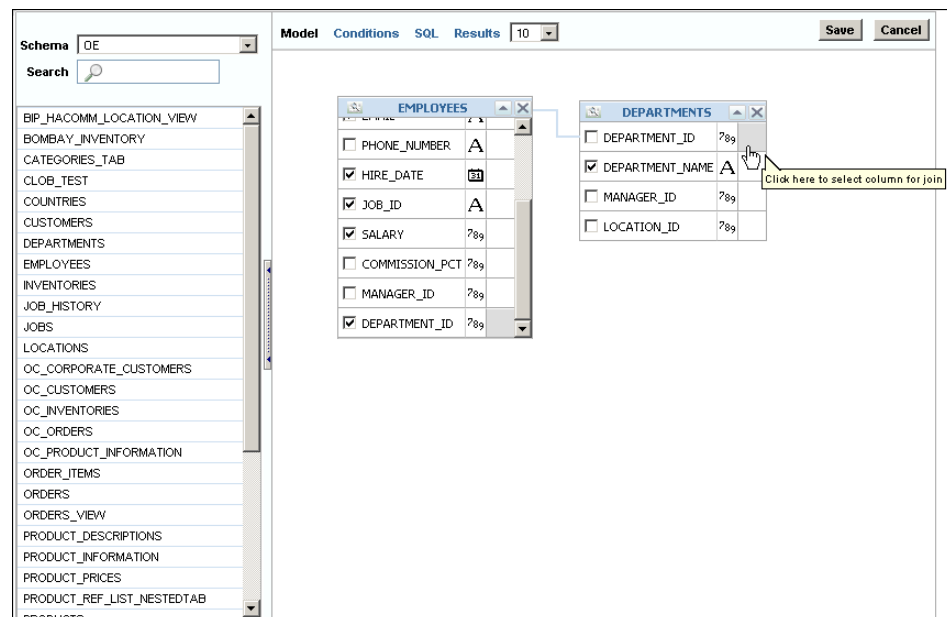 Model Conditions SQL Results 10 Save Cancel
Schema OE
Search
BIP_HACOMM_LOCATION_VIEW
BOMBAY_INVENTORY
CATEGORIES_TAB
CLOB_TEST
COUNTRIES
CUSTOMERS
DEPARTMENTS
EMPLOYEES
INVENTORIES
JOB_HISTORY
JOBS
LOCATIONS
OC_CORPORATE_CUSTOMERS
OC_CUSTOMERS
OC_INVENTORIES
OC_ORDERS
OC_PRODUCT_INFORMATION
ORDER_ITEMS
ORDERS
ORDERS_VIEW
PRODUCT_DESCRIPTIONS
PRODUCT_INFORMATION
PRODUCT_PRICES
PRODUCT_REF_LIST_NESTEDTAB
EMPLOYEES
EMAIL A
PHONE_NUMBER A
HIRE_DATE 31
JOB_ID A
SALARY 789
COMMISSION_PCT 789
MANAGER_ID 789
DEPARTMENT_ID 789
DEPARTMENTS
DEPARTMENT_ID 789
DEPARTMENT_NAME A
Click here to select column for join
MANAGER_ID 789
LOCATION_ID 789